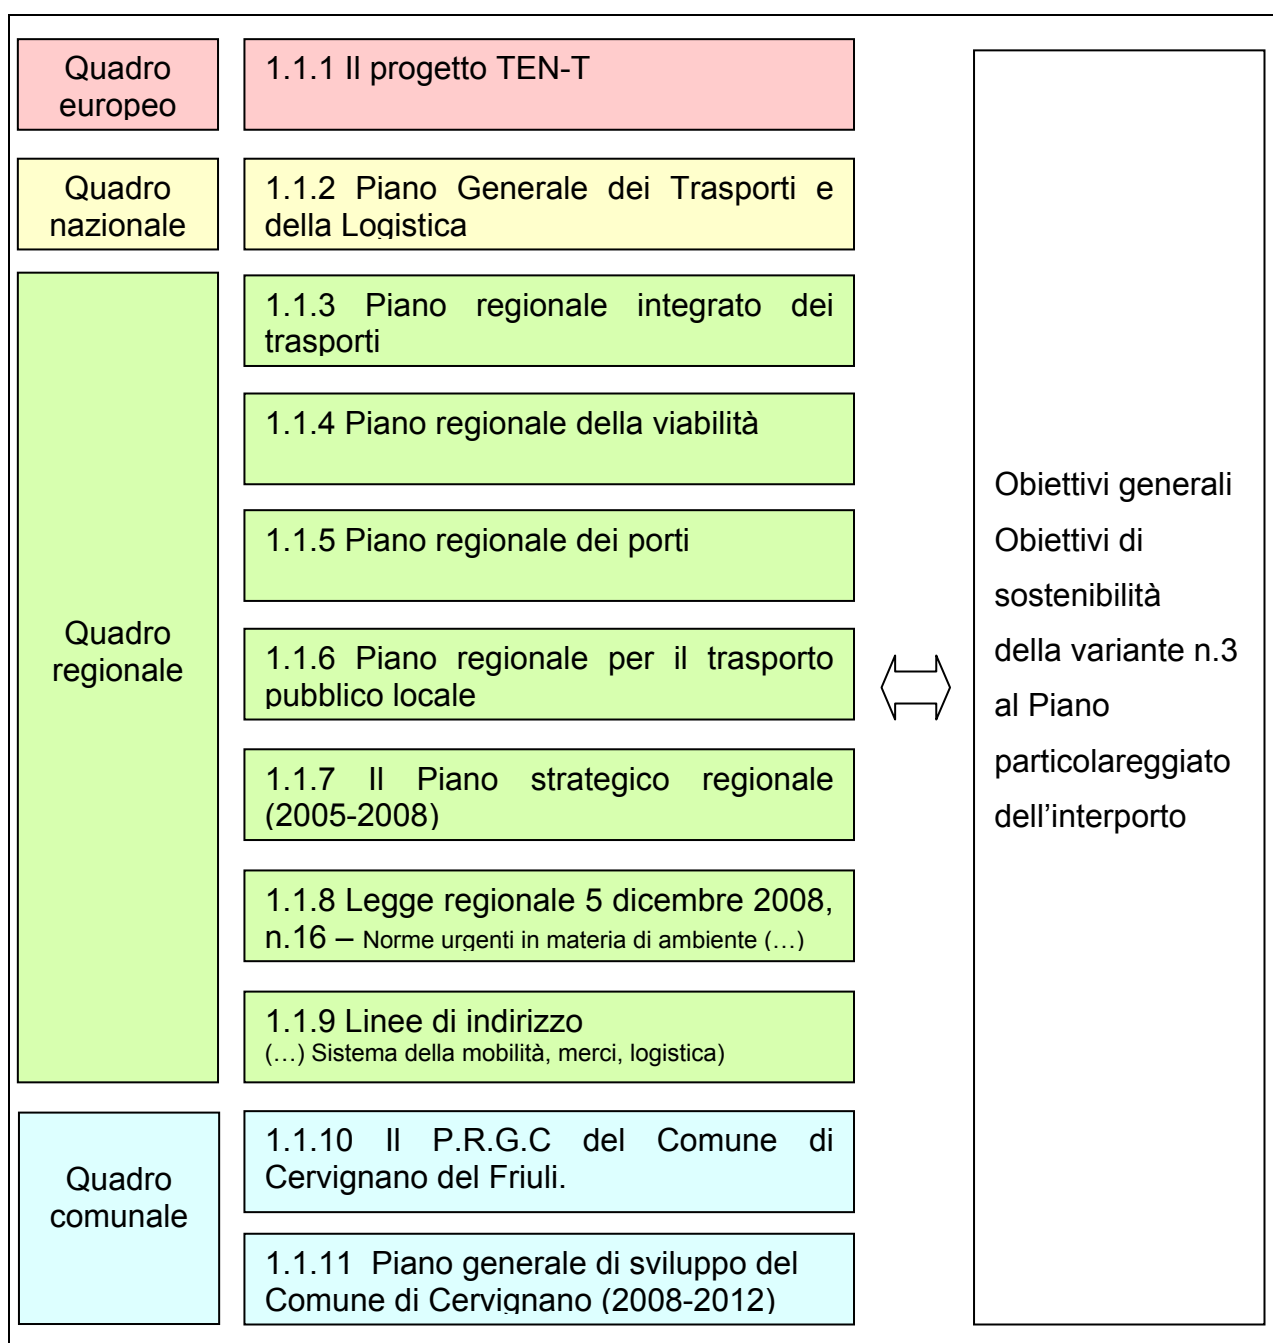 Quadro
europeo
1.1.1 Il progetto TEN-T
Quadro
nazionale
1.1.2 Piano Generale dei Trasporti e
della Logistica
Quadro
regionale
1.1.3 Piano regionale integrato dei
trasporti
1.1.4 Piano regionale della viabilità
1.1.5 Piano regionale dei porti
1.1.6 Piano regionale per il trasporto
pubblico locale
1.1.7 Il Piano strategico regionale
(2005-2008)
1.1.8 Legge regionale 5 dicembre 2008,
n.16 – Norme urgenti in materia di ambiente (…)
1.1.9 Linee di indirizzo
(…) Sistema della mobilità, merci, logistica)
Quadro
comunale
1.1.10 Il P.R.G.C del Comune di
Cervignano del Friuli.
1.1.11 Piano generale di sviluppo del
Comune di Cervignano (2008-2012)
Obiettivi generali
Obiettivi di
sostenibilità
della variante n.3
al Piano
particolareggiato
dell’interporto